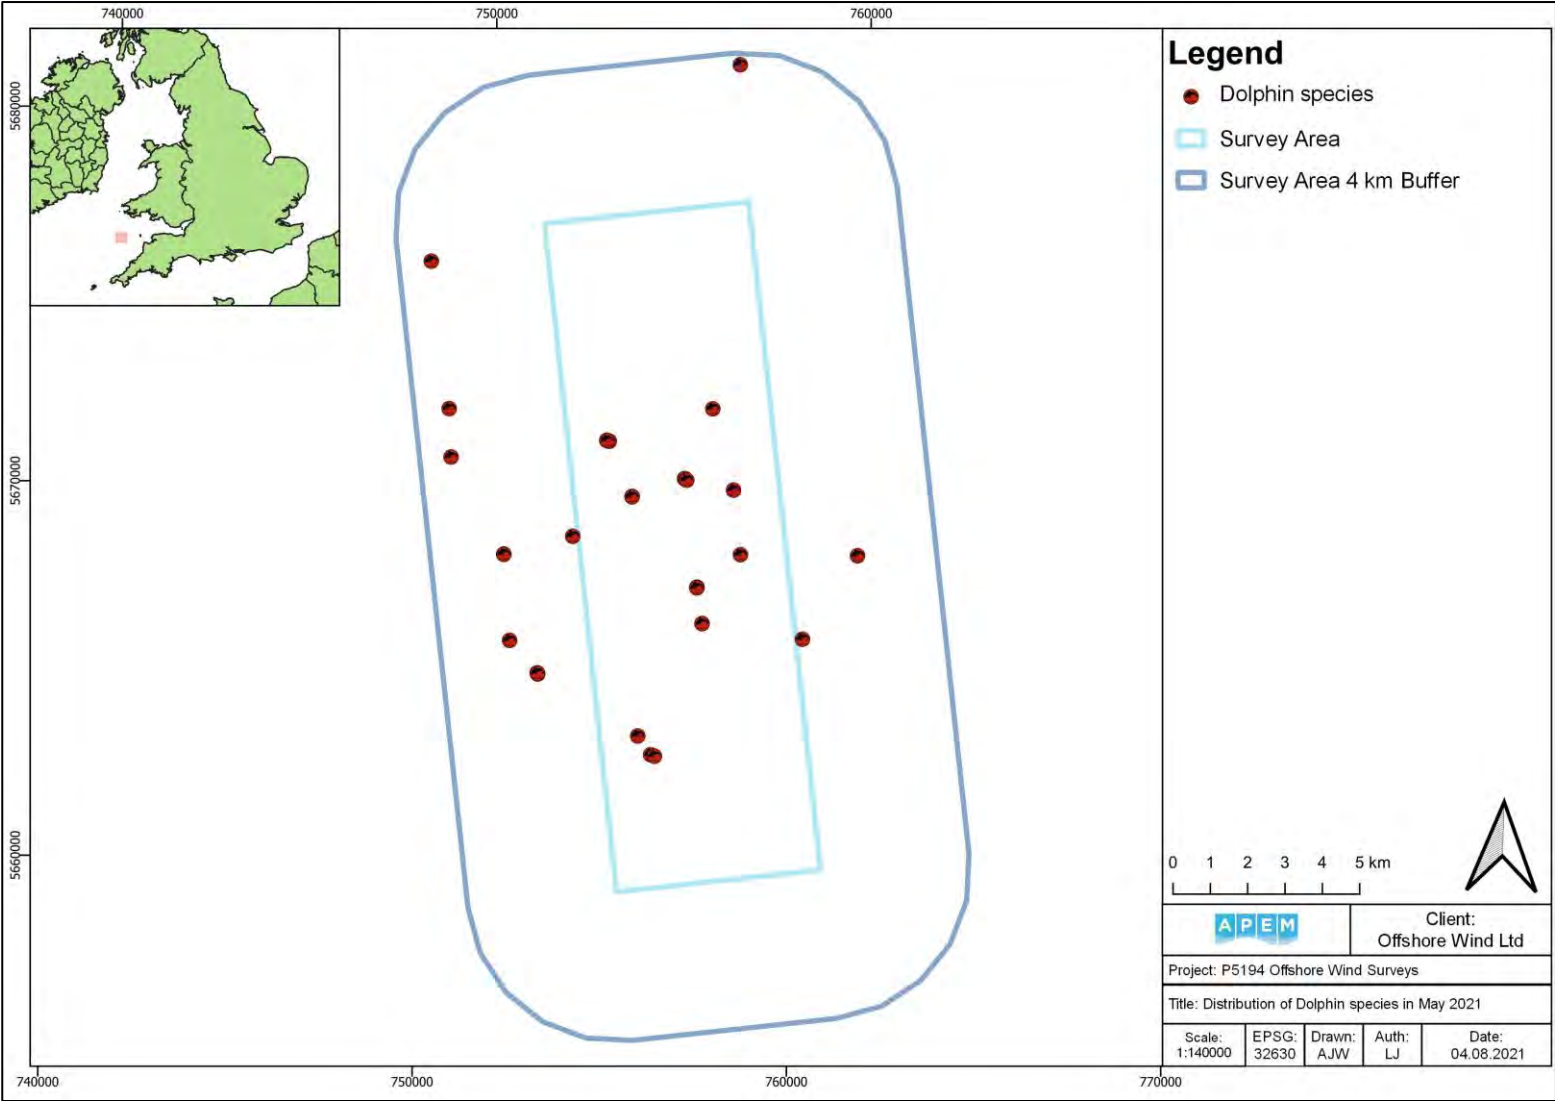 740000
750000
760000
5680000
5670000
5660000
740000
750000
760000
770000
Legend
Dolphin species
Survey Area
Survey Area 4 km Buffer
0 1 2 3 4 5 km
APEM
Client:
Offshore Wind Ltd
Project: P5194 Offshore Wind Surveys
Title: Distribution of Dolphin species in May 2021
Scale:
1:140000
EPSG:
32630
Drawn:
AJW
Auth:
LJ
Date:
04.08.2021